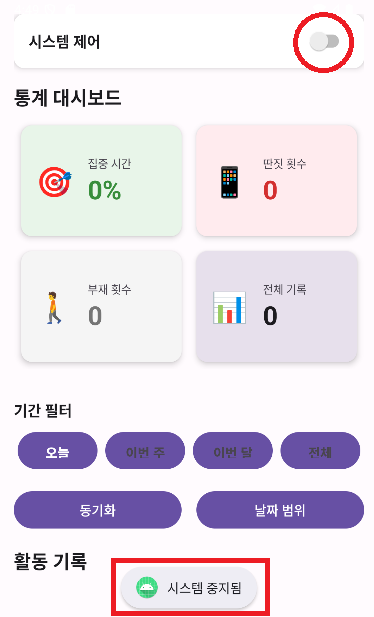 시스템 제어
통계 대시보드
집중 시간
0%
딴짓 횟수
0
부재 횟수
0
전체 기록
0
기간 필터
오늘
이번 주
이번 달
전체
동기화
날짜 범위
활동 기록
시스템 중지됨